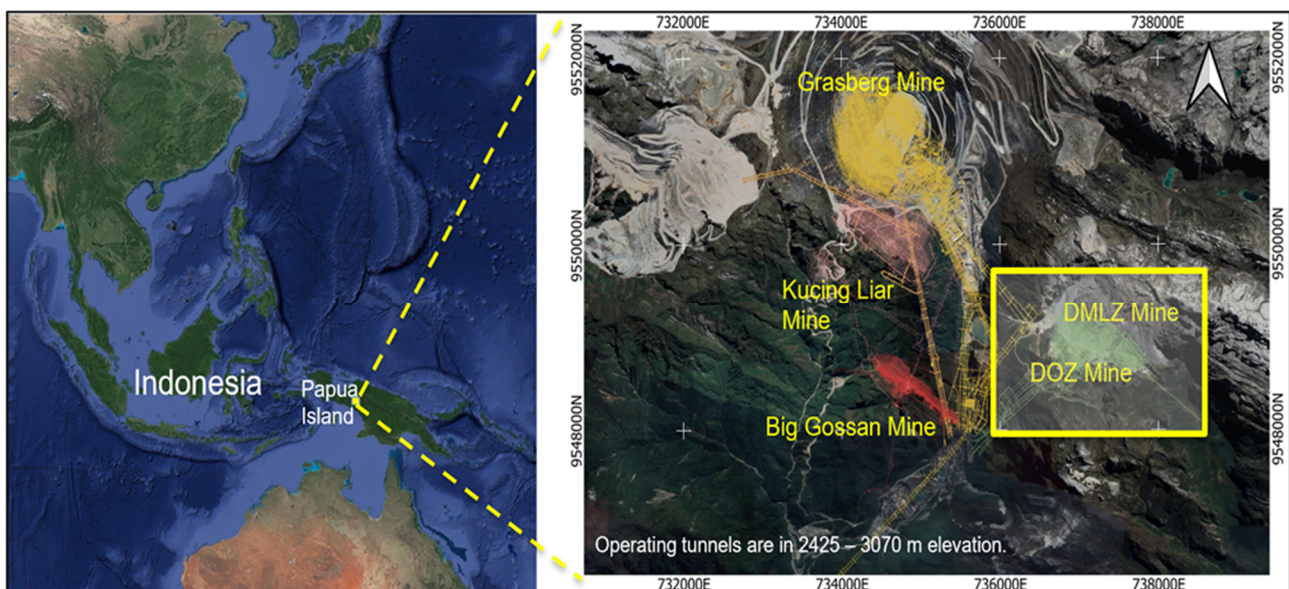 Indonesia
Papua
Island
732000E
734000E
736000E
738000E
9552000N
9552000N
Grasberg Mine
9550000N
9550000N
Kucing Liar
Mine
DMLZ Mine
DOZ Mine
Big Gossan Mine
9548000N
9548000N
Operating tunnels are in 2425 – 3070 m elevation.
732000E
734000E
736000E
738000E